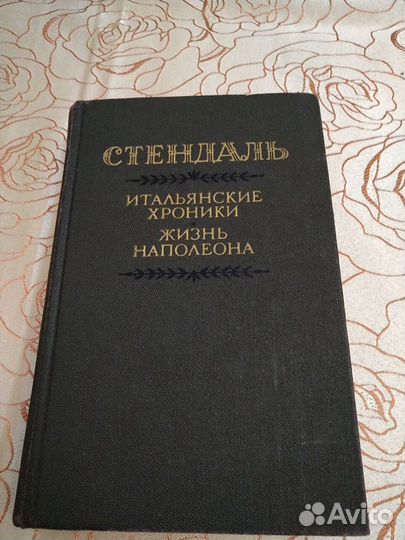 СТЕНДАЛЬ
ИТАЛЬЯНСКИЕ
ХРОНИКИ
ЖИЗНЬ
НАПОЛЕОНА
Avito